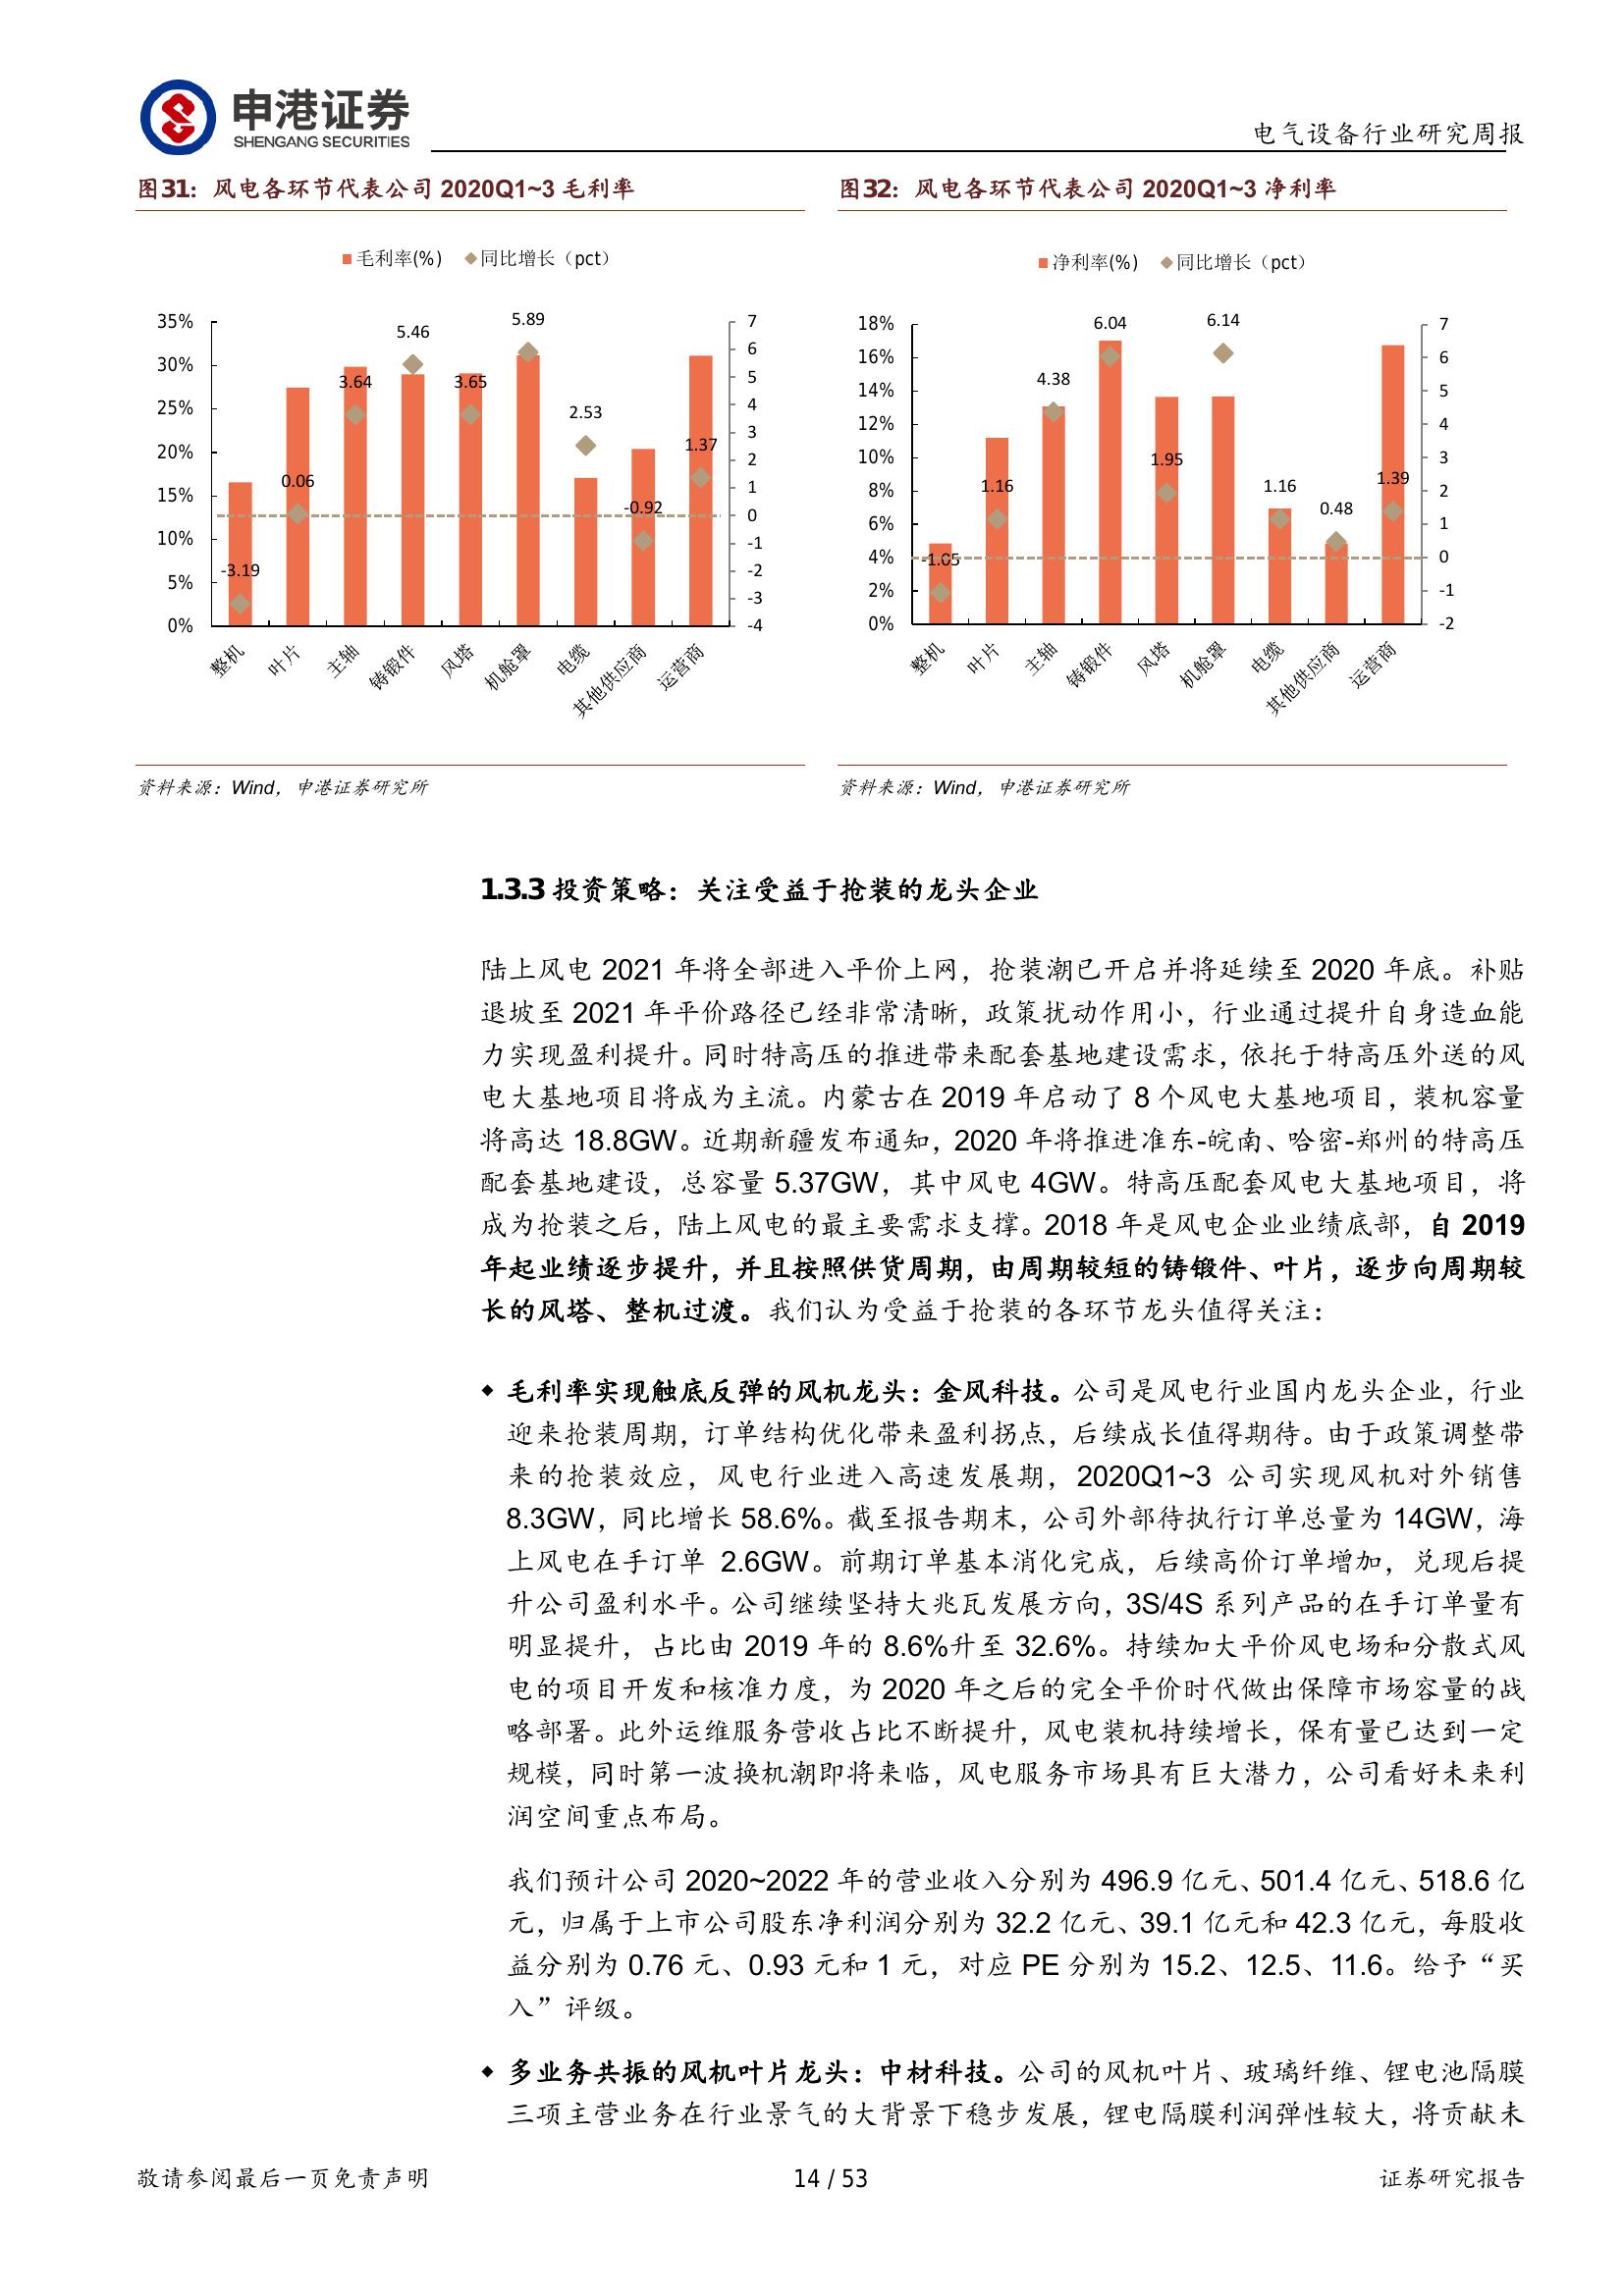 申港证券
SHENGANG SECURITIES
电气设备行业研究周报
图31：风电各环节代表公司 2020Q1~3 毛利率
毛利率(%) 同比增长（pct）
35%
30%
25%
20%
15%
10%
5%
0%
7
6
5
4
3
2
1
0
-1
-2
-3
-4
-3.19
0.06
3.64
5.46
3.65
5.89
2.53
-0.92
1.37
整机
叶片
主轴
铸锻件
风塔
机舱罩
电缆
其他供应商
运营商
资料来源：Wind，申港证券研究所
图32：风电各环节代表公司 2020Q1~3 净利率
净利率(%) 同比增长（pct）
18%
16%
14%
12%
10%
8%
6%
4%
2%
0%
7
6
5
4
3
2
1
0
-1
-2
-1.05
1.16
4.38
6.04
1.95
6.14
1.16
0.48
1.39
整机
叶片
主轴
铸锻件
风塔
机舱罩
电缆
其他供应商
运营商
资料来源：Wind，申港证券研究所
1.3.3 投资策略：关注受益于抢装的龙头企业
陆上风电 2021 年将全部进入平价上网，抢装潮已开启并将延续至 2020 年底。补贴
退坡至 2021 年平价路径已经非常清晰，政策扰动作用小，行业通过提升自身造血能
力实现盈利提升。同时特高压的推进带来配套基地建设需求，依托于特高压外送的风
电大基地项目将成为主流。内蒙古在 2019 年启动了 8 个风电大基地项目，装机容量
将高达 18.8GW。近期新疆发布通知，2020 年将推进准东-皖南、哈密-郑州的特高压
配套基地建设，总容量 5.37GW，其中风电 4GW。特高压配套风电大基地项目，将
成为抢装之后，陆上风电的最主要需求支撑。2018 年是风电企业业绩底部，自 2019
年起业绩逐步提升，并且按照供货周期，由周期较短的铸锻件、叶片，逐步向周期较
长的风塔、整机过渡。我们认为受益于抢装的各环节龙头值得关注：
◆ 毛利率实现触底反弹的风机龙头：金风科技。公司是风电行业国内龙头企业，行业
迎来抢装周期，订单结构优化带来盈利拐点，后续成长值得期待。由于政策调整带
来的抢装效应，风电行业进入高速发展期，2020Q1~3 公司实现风机对外销售
8.3GW，同比增长 58.6%。截至报告期末，公司外部待执行订单总量为 14GW，海
上风电在手订单 2.6GW。前期订单基本消化完成，后续高价订单增加，兑现后提
升公司盈利水平。公司继续坚持大兆瓦发展方向，3S/4S 系列产品的在手订单量有
明显提升，占比由 2019 年的 8.6%升至 32.6%。持续加大平价风电场和分散式风
电的项目开发和核准力度，为 2020 年之后的完全平价时代做出保障市场容量的战
略部署。此外运维服务营收占比不断提升，风电装机持续增长，保有量已达到一定
规模，同时第一波换机潮即将来临，风电服务市场具有巨大潜力，公司看好未来利
润空间重点布局。
我们预计公司 2020~2022 年的营业收入分别为 496.9 亿元、501.4 亿元、518.6 亿
元，归属于上市公司股东净利润分别为 32.2 亿元、39.1 亿元和 42.3 亿元，每股收
益分别为 0.76 元、0.93 元和 1 元，对应 PE 分别为 15.2、12.5、11.6。给予“买
入”评级。
◆ 多业务共振的风机叶片龙头：中材科技。公司的风机叶片、玻璃纤维、锂电池隔膜
三项主营业务在行业景气的大背景下稳步发展，锂电隔膜利润弹性较大，将贡献未
敬请参阅最后一页免责声明
14 / 53
证券研究报告